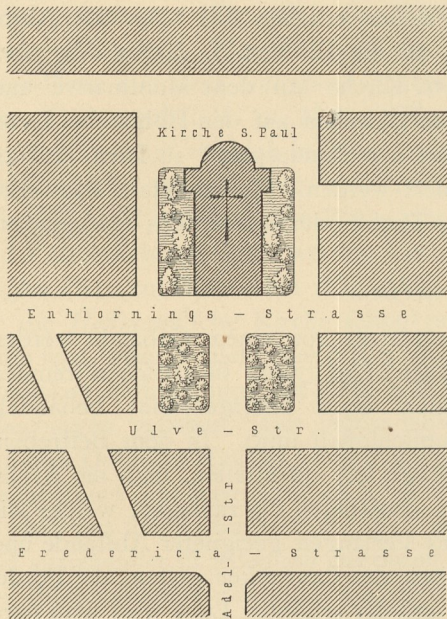 Kirche S. Paul
Enhiornings – Strasse
Ulve – Str.
Adel – Str
Fredericia – Strasse